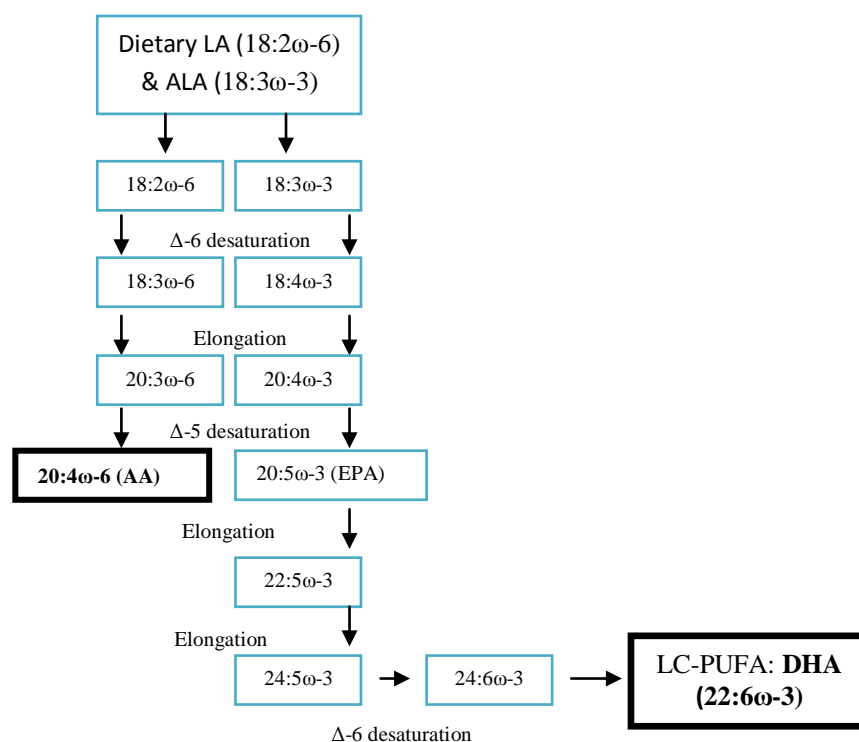 Dietary LA (18:2ω-6)
& ALA (18:3ω-3)
18:2ω-6
18:3ω-3
Δ-6 desaturation
18:3ω-6
18:4ω-3
Elongation
20:3ω-6
20:4ω-3
Δ-5 desaturation
20:4ω-6 (AA)
20:5ω-3 (EPA)
Elongation
22:5ω-3
Elongation
24:5ω-3
24:6ω-3
LC-PUFA: DHA
(22:6ω-3)
Δ-6 desaturation